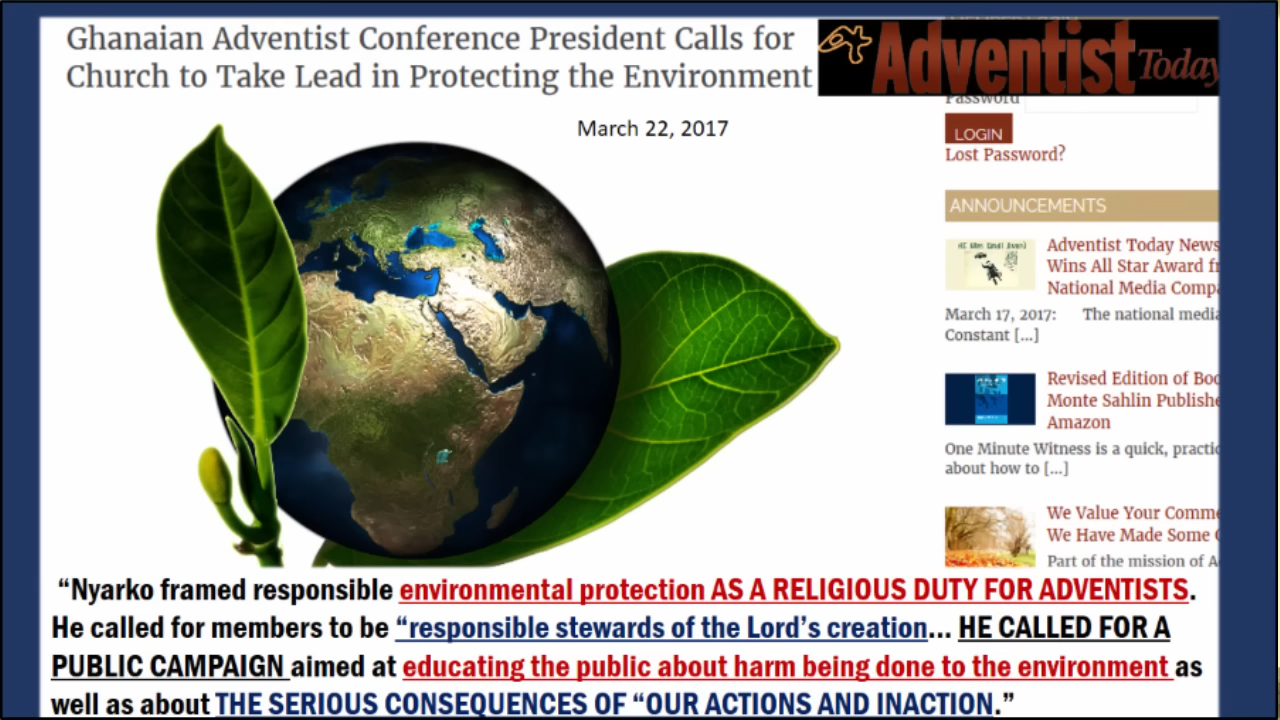 Ghanaian Adventist Conference President Calls for
Church to Take Lead in Protecting the Environment
Adventist Today
March 22, 2017
Password
LOGIN
Lost Password?
ANNOUNCEMENTS
Adventist Today News
Wins All Star Award
National Media
March 17, 2017: The national media
Constant [...]
Revised Edition of
Monte Sahlin
Amazon
One Minute Witness is a quick,
about how to [...]
We Value Your
We Have Made Some
Part of the mission of
“Nyarko framed responsible environmental protection AS A RELIGIOUS DUTY FOR ADVENTISTS.
He called for members to be “responsible stewards of the Lord’s creation... HE CALLED FOR A
PUBLIC CAMPAIGN aimed at educating the public about harm being done to the environment as
well as about THE SERIOUS CONSEQUENCES OF “OUR ACTIONS AND INACTION.”